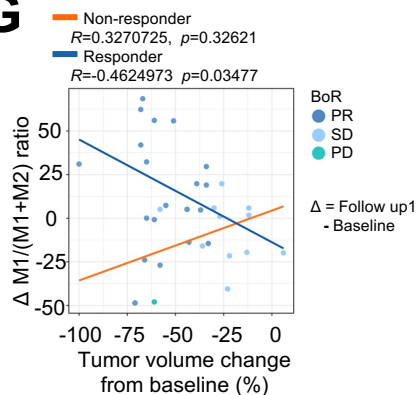 G
Non-responder
R=0.3270725, p=0.32621
Responder
R=-0.4624973 p=0.03477
BoR
PR
SD
PD
Δ = Follow up1
- Baseline
Δ M1/(M1+M2) ratio
50
25
0
-25
-50
-100 -75 -50 -25 0
Tumor volume change
from baseline (%)